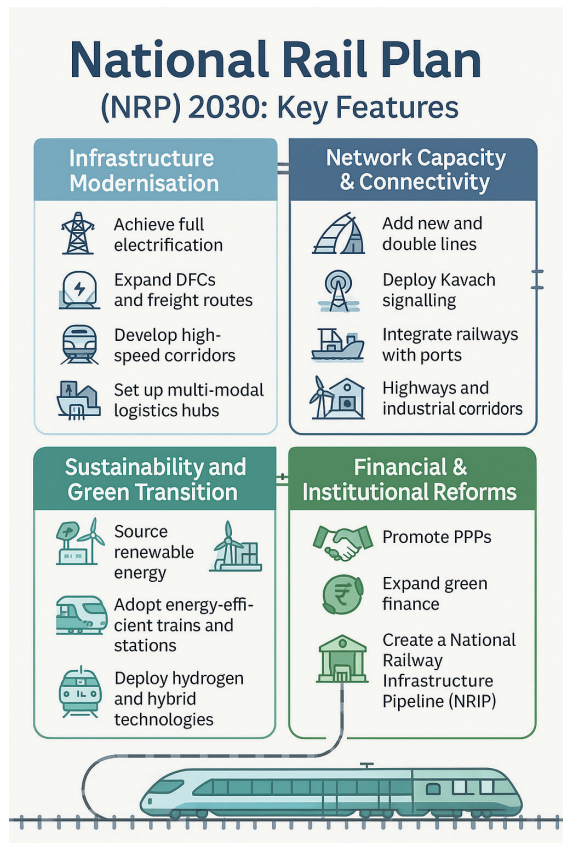 National Rail Plan
(NRP) 2030: Key Features
Infrastructure
Modernisation
Achieve full
electrification
Expand DFCs
and freight routes
Develop high-
speed corridors
Set up multi-modal
logistics hubs
Network Capacity
& Connectivity
Add new and
double lines
Deploy Kavach
signalling
Integrate railways
with ports
Highways and
industrial corridors
Sustainability and
Green Transition
Source
renewable
energy
Adopt energy-effi-
cient trains and
stations
Deploy hydrogen
and hybrid
technologies
Financial &
Institutional Reforms
Promote PPPs
₹
Expand green
finance
Create a National
Railway
Infrastructure
Pipeline (NRIP)